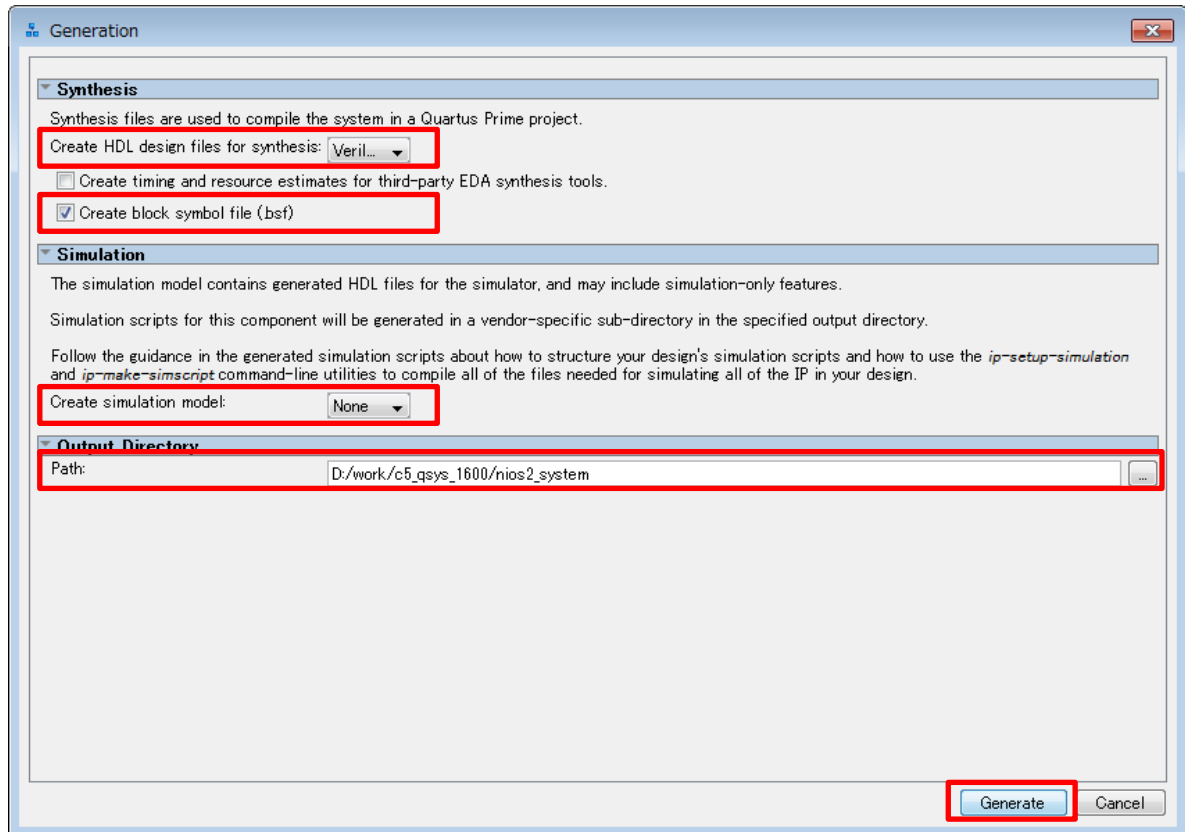 Generation
Synthesis
Synthesis files are used to compile the system in a Quartus Prime project.
Create HDL design files for synthesis: Veril...
Create timing and resource estimates for third-party EDA synthesis tools.
Create block symbol file (.bsf)
Simulation
The simulation model contains generated HDL files for the simulator, and may include simulation-only features.
Simulation scripts for this component will be generated in a vendor-specific sub-directory in the specified output directory.
Follow the guidance in the generated simulation scripts about how to structure your design's simulation scripts and how to use the ip-setup-simulation
and ip-make-simscript command-line utilities to compile all of the files needed for simulating all of the IP in your design.
Create simulation model: None
Output Directory
Path: D:/work/c5_qsys_1600/nios2_system ...
Generate Cancel